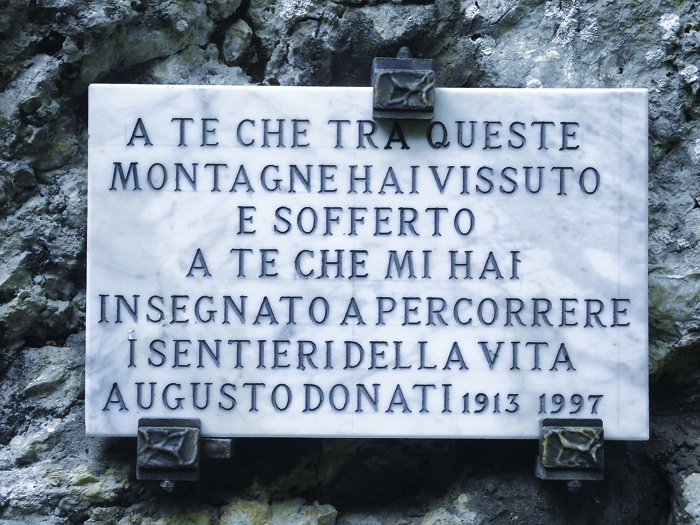 A TE CHE TRA QUESTE
MONTAGNE HAI VISSUTO
E SOFFERTO
A TE CHE MI HAI
INSEGNATO A PERCORRERE
I SENTIERI DELLA VITA
AUGUSTO DONATI 1913 1997